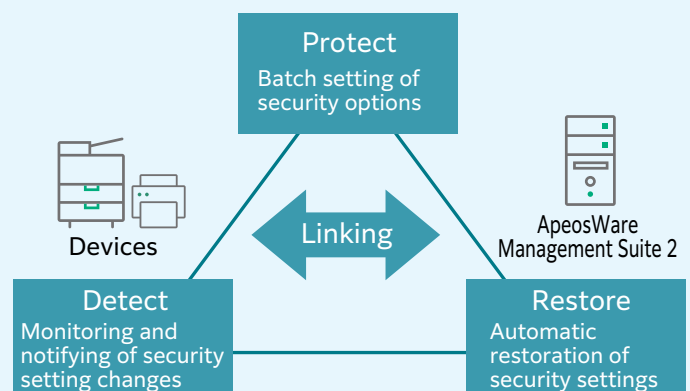 Protect
Batch setting of
security options
Devices
Linking
ApeosWare
Management Suite 2
Detect
Monitoring and
notifying of security
setting changes
Restore
Automatic
restoration of
security settings